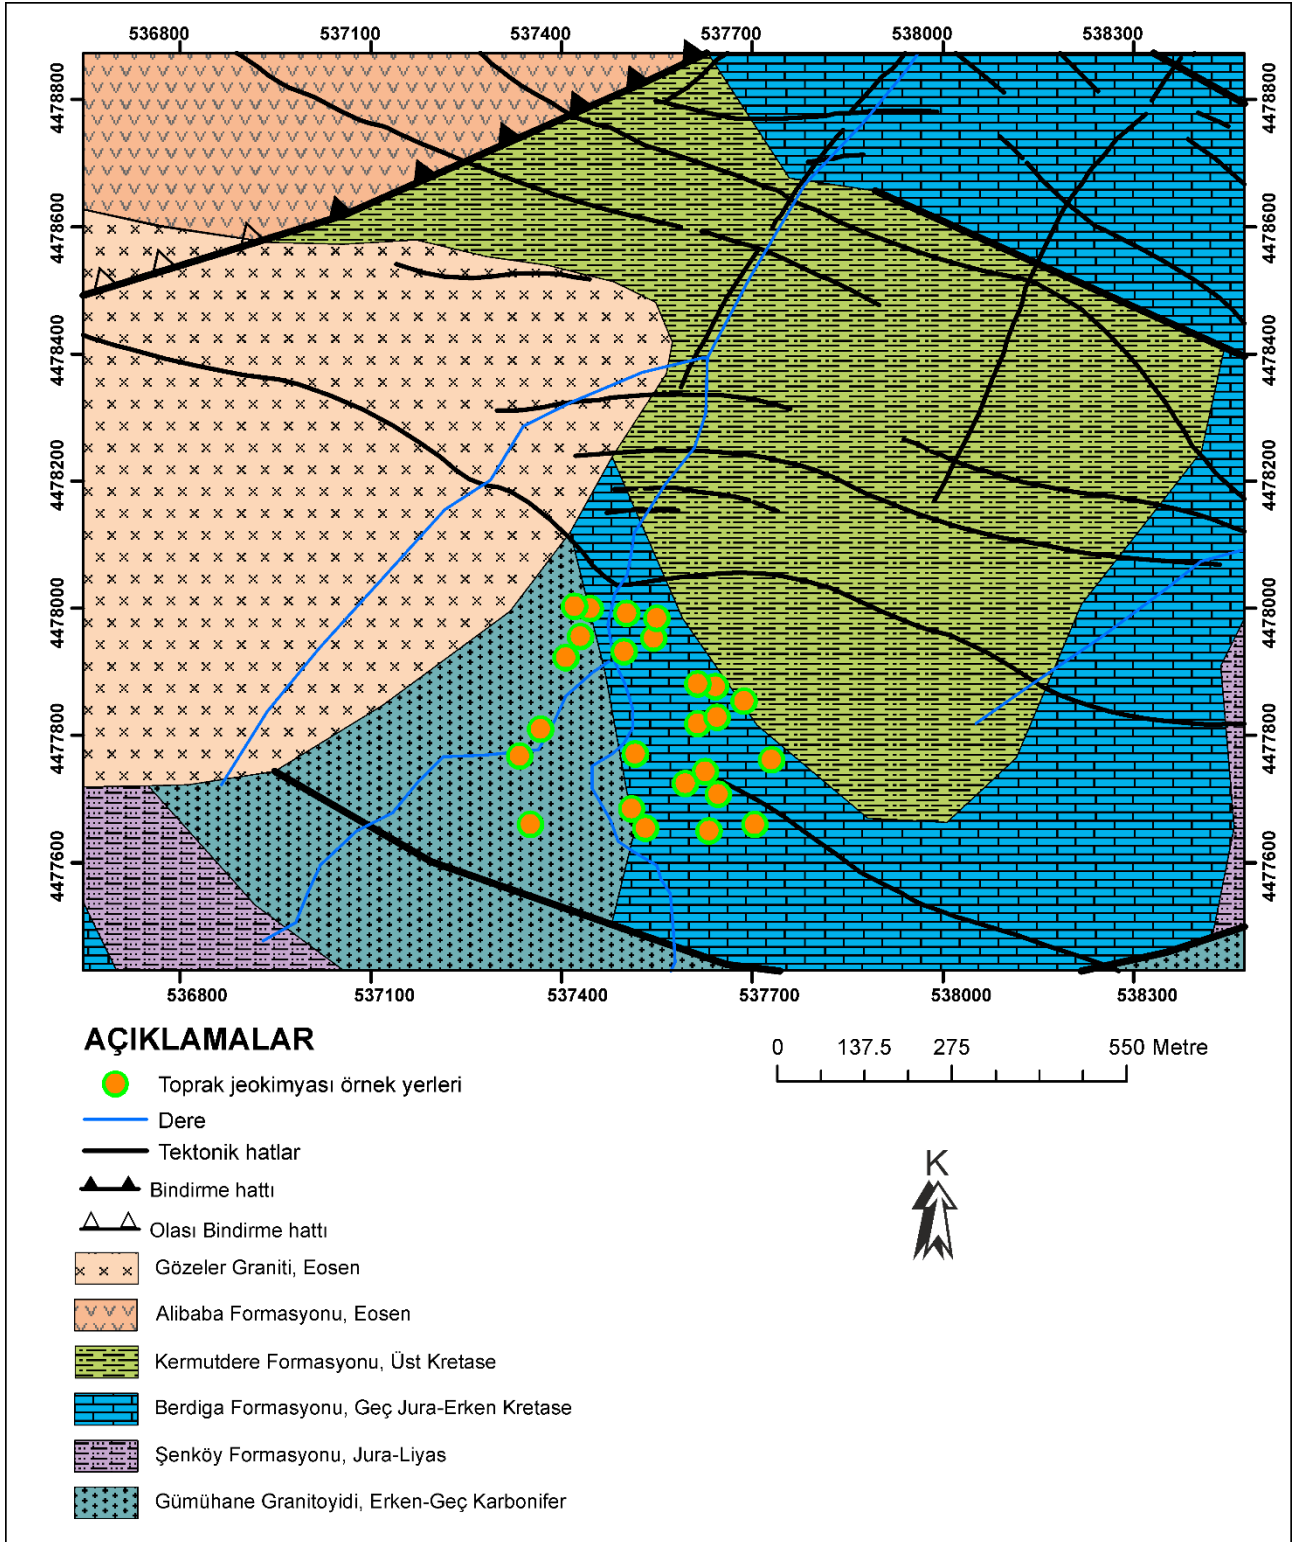 536800 537100 537400 537700 538000 538300
4478800 4478800
4478600 4478600
4478400 4478400
4478200 4478200
4478000 4478000
4477800 4477800
4477600 4477600
536800 537100 537400 537700 538000 538300
AÇIKLAMALAR
Toprak jeokimyası örnek yerleri
Dere
Tektonik hatlar
Bindirme hattı
Olası Bindirme hattı
Gözeler Graniti, Eosen
Alibaba Formasyonu, Eosen
Kermutdere Formasyonu, Üst Kretase
Berdiga Formasyonu, Geç Jura-Erken Kretase
Şenköy Formasyonu, Jura-Liyas
Gümühane Granitoyidi, Erken-Geç Karbonifer
0 137.5 275 550 Metre
K